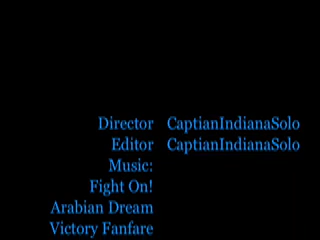 Director CaptianIndianaSolo
Editor CaptianIndianaSolo
Music:
Fight On!
Arabian Dream
Victory Fanfare